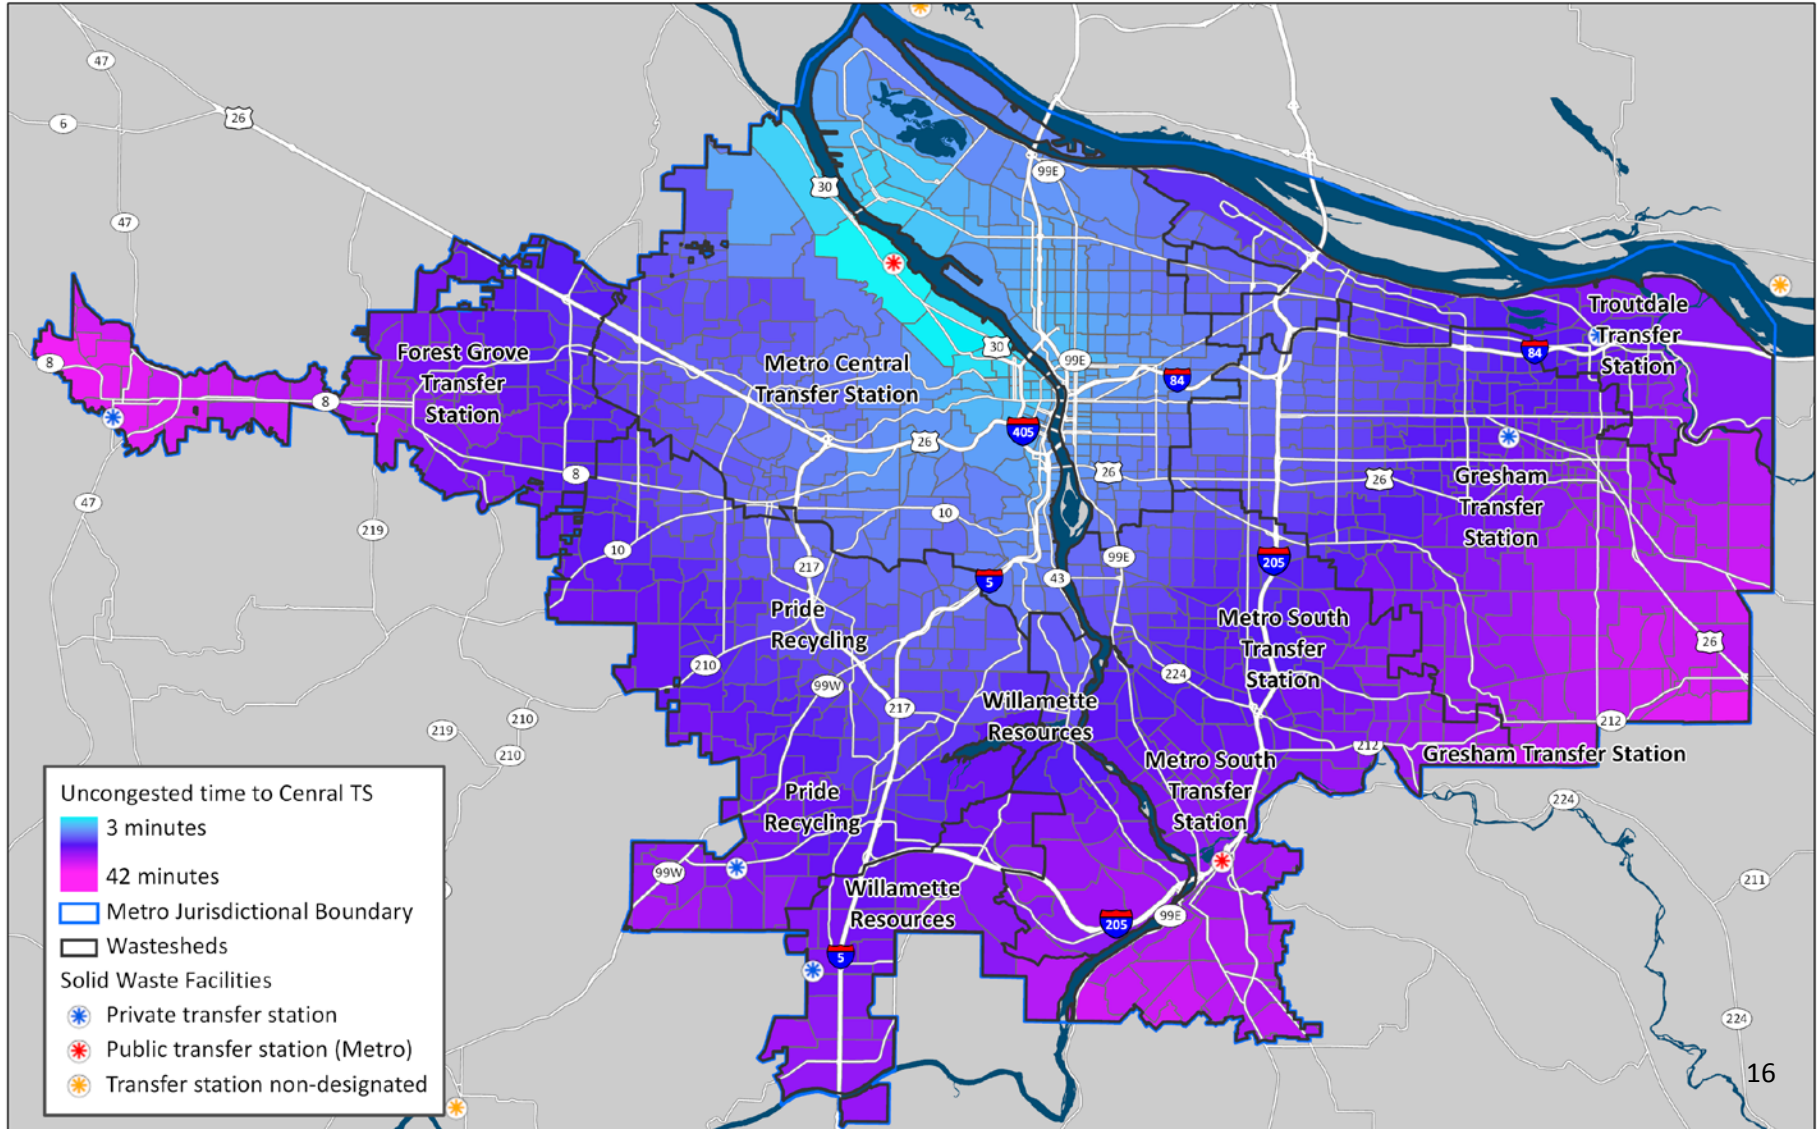 47
26
6
99E
30
47
Troutdale
Transfer
Station
8
Forest Grove
Transfer
Station
Metro Central
Transfer Station
30
99E
84
84
8
405
26
26
26
8
Gresham
Transfer
Station
47
219
10
10
217
5
43
99E
205
Pride
Recycling
Metro South
Transfer
Station
26
210
99W
224
217
Willamette
Resources
219
210
210
212
212
Gresham Transfer Station
Metro South
Transfer
Station
Pride
Recycling
224
99W
Willamette
Resources
211
99E
205
5
224
Uncongested time to Cenral TS
3 minutes
42 minutes
Metro Jurisdictional Boundary
Wastesheds
Solid Waste Facilities
Private transfer station
Public transfer station (Metro)
Transfer station non-designated
16